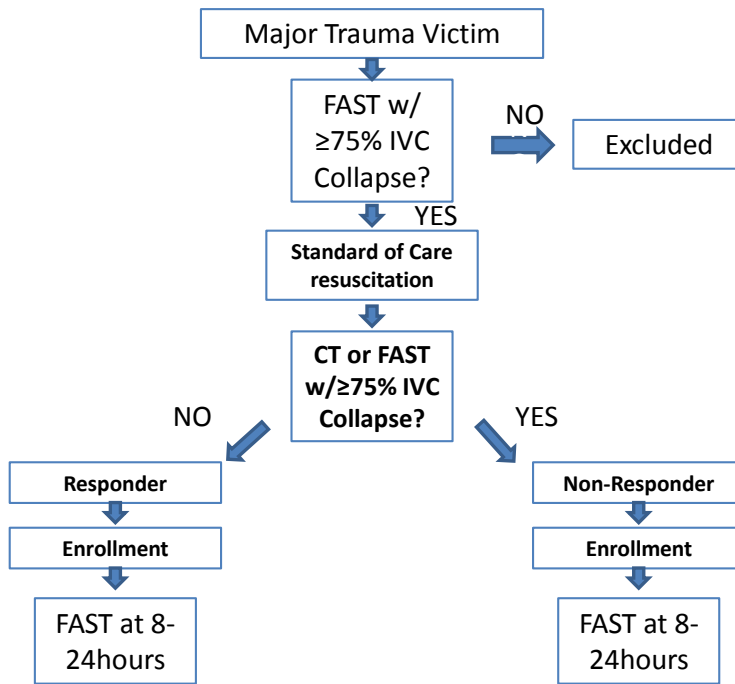 Major Trauma Victim
FAST w/
≥75% IVC
Collapse?
NO
Excluded
YES
Standard of Care
resuscitation
CT or FAST
w/≥75% IVC
Collapse?
NO
YES
Responder
Non-Responder
Enrollment
Enrollment
FAST at 8-
24hours
FAST at 8-
24hours